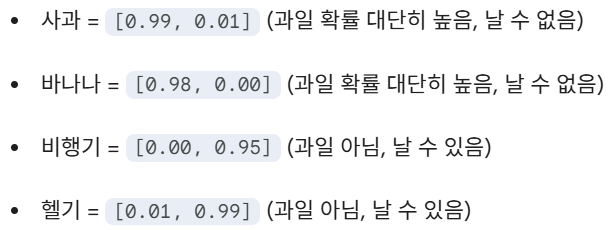 • 사과 = [0.99, 0.01] (과일 확률 대단히 높음, 날 수 없음)
• 바나나 = [0.98, 0.00] (과일 확률 대단히 높음, 날 수 없음)
• 비행기 = [0.00, 0.95] (과일 아님, 날 수 있음)
• 헬기 = [0.01, 0.99] (과일 아님, 날 수 있음)